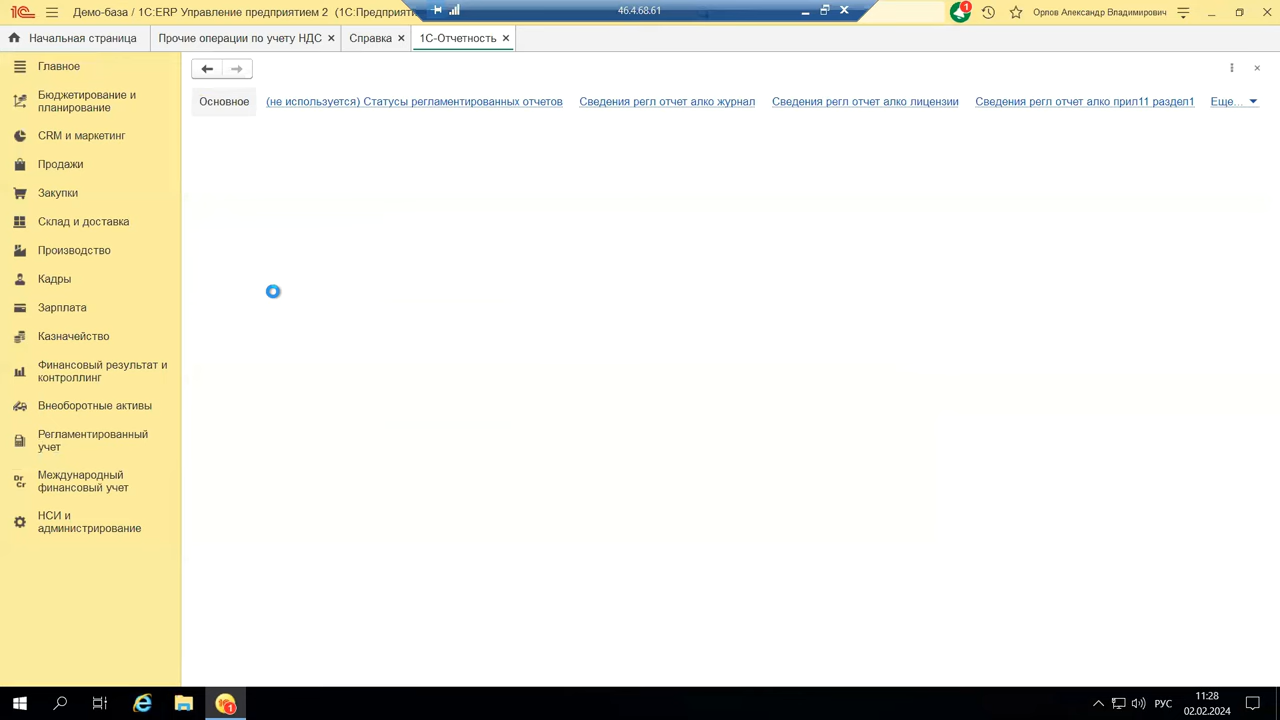 Демо-база / 1С:ERP Управление предприятием 2 (1С:Предприяти
46.4.68.61
1
Орлов Александр Владимирович
Начальная страница
Прочие операции по учету НДС
Справка
1С-Отчетность
Главное
Бюджетирование и
планирование
CRM и маркетинг
Продажи
Закупки
Склад и доставка
Производство
Кадры
Зарплата
Казначейство
Финансовый результат и
контроллинг
Внеоборотные активы
Регламентированный
учет
Международный
финансовый учет
НСИ и
администрирование
Основное
(не используется) Статусы регламентированных отчетов
Сведения регл отчет алко журнал
Сведения регл отчет алко лицензии
Сведения регл отчет алко прил11 раздел1
Еще...
1
РУС
11:28
02.02.2024